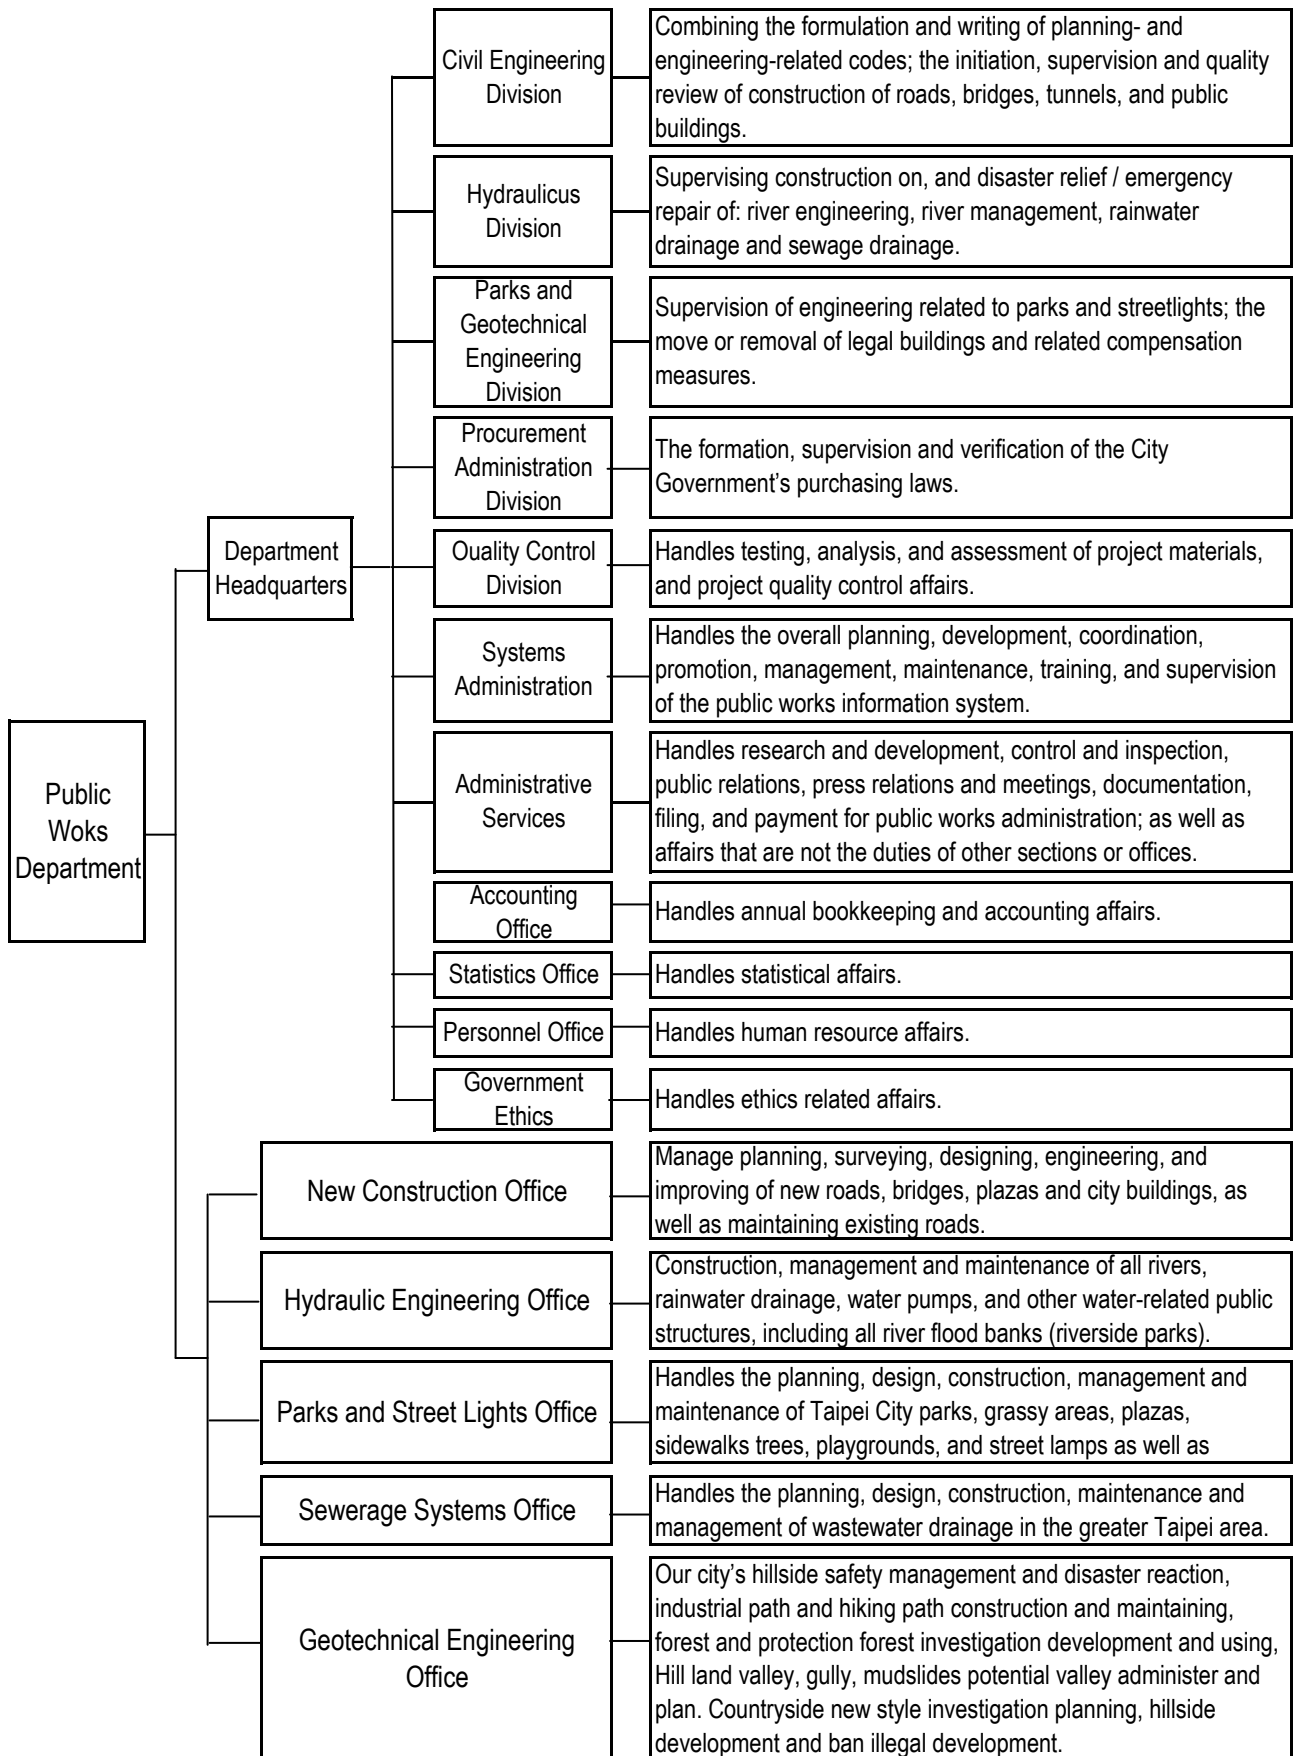 Civil Engineering
Division
Combining the formulation and writing of planning- and
engineering-related codes; the initiation, supervision and quality
review of construction of roads, bridges, tunnels, and public
buildings.
Hydraulicus
Division
Supervising construction on, and disaster relief / emergency
repair of: river engineering, river management, rainwater
drainage and sewage drainage.
Parks and
Geotechnical
Engineering
Division
Supervision of engineering related to parks and streetlights; the
move or removal of legal buildings and related compensation
measures.
Procurement
Administration
Division
The formation, supervision and verification of the City
Government’s purchasing laws.
Department
Headquarters
Ouality Control
Division
Handles testing, analysis, and assessment of project materials,
and project quality control affairs.
Systems
Administration
Handles the overall planning, development, coordination,
promotion, management, maintenance, training, and supervision
of the public works information system.
Public
Woks
Department
Administrative
Services
Handles research and development, control and inspection,
public relations, press relations and meetings, documentation,
filing, and payment for public works administration; as well as
affairs that are not the duties of other sections or offices.
Accounting
Office
Handles annual bookkeeping and accounting affairs.
Statistics Office
Handles statistical affairs.
Personnel Office
Handles human resource affairs.
Government
Ethics
Handles ethics related affairs.
New Construction Office
Manage planning, surveying, designing, engineering, and
improving of new roads, bridges, plazas and city buildings, as
well as maintaining existing roads.
Hydraulic Engineering Office
Construction, management and maintenance of all rivers,
rainwater drainage, water pumps, and other water-related public
structures, including all river flood banks (riverside parks).
Parks and Street Lights Office
Handles the planning, design, construction, management and
maintenance of Taipei City parks, grassy areas, plazas,
sidewalks trees, playgrounds, and street lamps as well as
Sewerage Systems Office
Handles the planning, design, construction, maintenance and
management of wastewater drainage in the greater Taipei area.
Geotechnical Engineering
Office
Our city’s hillside safety management and disaster reaction,
industrial path and hiking path construction and maintaining,
forest and protection forest investigation development and using,
Hill land valley, gully, mudslides potential valley administer and
plan. Countryside new style investigation planning, hillside
development and ban illegal development.